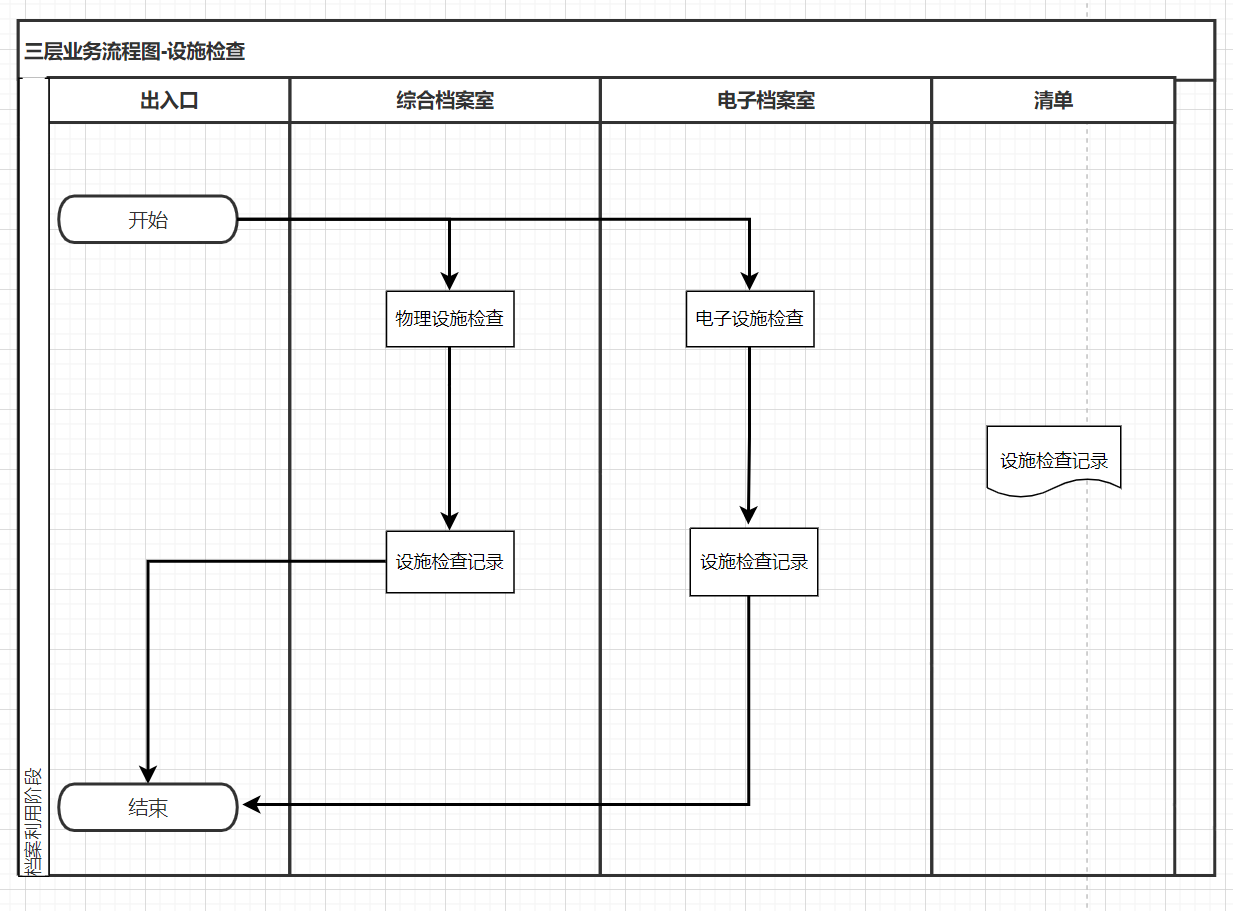 三层业务流程图-设施检查
出入口
综合档案室
电子档案室
清单
开始
物理设施检查
电子设施检查
设施检查记录
设施检查记录
设施检查记录
结束
档案利用阶段